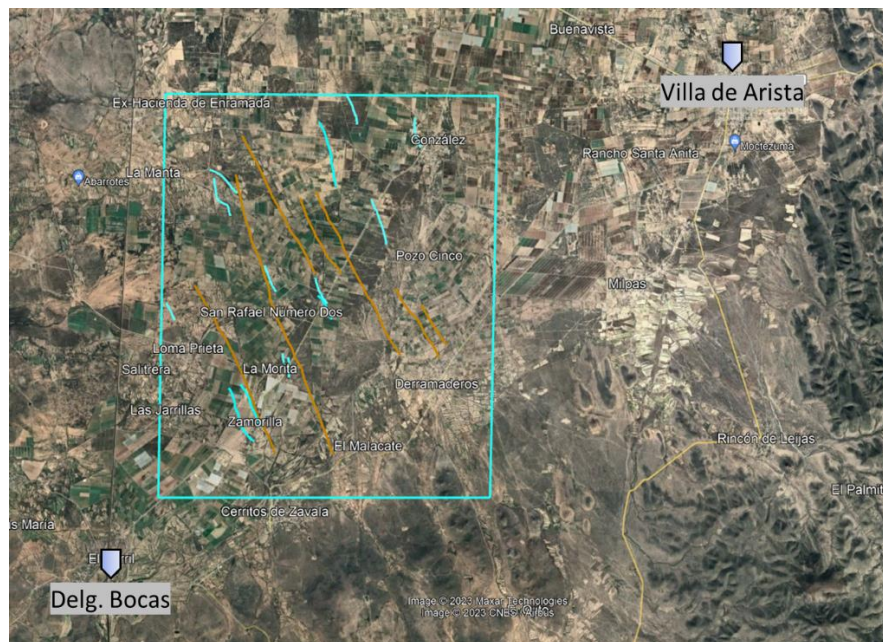 Buenavista
Villa de Arista
Ex-Hacienda de Enramada
González
Moctezuma
Rancho Santa Anita
La Manta
Abarrotes
Pozo Cinco
Milpas
San Rafael Número Dos
Loma Prieta
Salitrera
La Morita
Derramaderos
Las Jarrillas
Zamorilla
El Malacate
Rincón de Leijas
El Palmit
Cerritos de Zavala
as María
Delg. Bocas
Image © 2023 Maxar Technologies
Image © 2023 CNES / Airbus